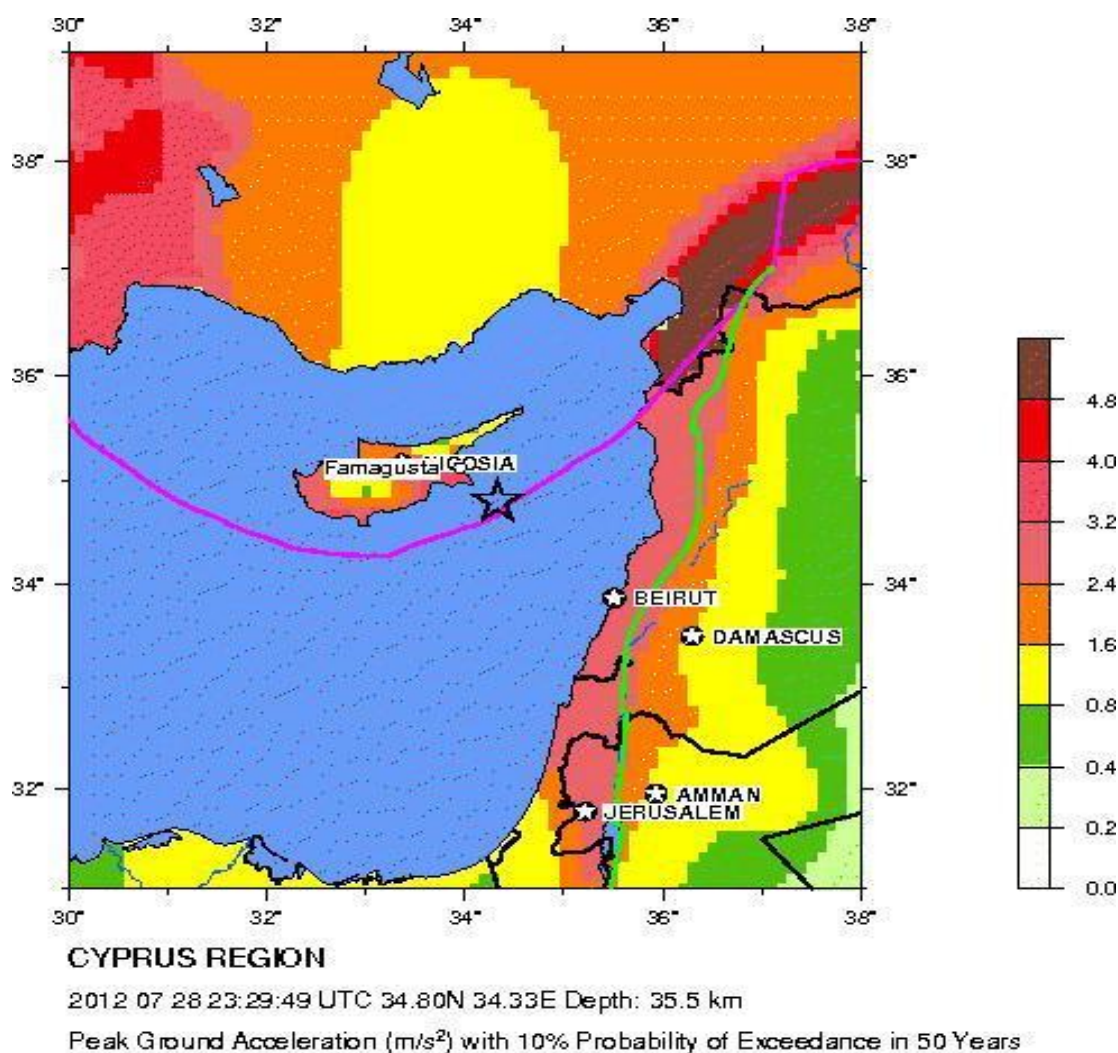 30° 32° 34° 36° 38°
38° 38°
36° 36°
Famagusta NICOSIA
34° 34°
BEIRUT
DAMASCUS
32° 32°
AMMAN
JERUSALEM
30° 32° 34° 36° 38°
4.8
4.0
3.2
2.4
1.6
0.8
0.4
0.2
0.0
CYPRUS REGION
2012 07 28 23:29:49 UTC 34.80N 34.33E Depth: 35.5 km
Peak Ground Acceleration (m/s²) with 10% Probability of Exceedance in 50 Years